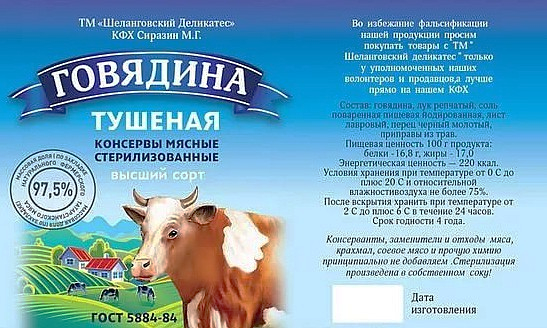 ТМ «Шеланговский Деликатес»
КФХ Сиразин М.Г.
ГОВЯДИНА
ТУШЕНАЯ
КОНСЕРВЫ МЯСНЫЕ
СТЕРИЛИЗОВАННЫЕ
высший сорт
97,5%
ГОСТ 5884-84
Во избежание фальсификации
нашей продукции просим
покупать товары с ТМ "
Шеланговский деликатес" только
у уполномоченных наших
волонтеров и продавцов,а лучше
прямо на нашем КФХ
Состав: говядина, лук репчатый, соль
поваренная пищевая йодированная, лист
лавровый, перец черный молотый,
приправы из трав.
Пищевая ценность 100 г продукта:
белки -16,8 г, жиры - 17,0
Энергетическая ценность — 220 ккал.
Условия хранения при температуре от 0 С до
плюс 20 С и относительной
влажностивоздуха не более 75%.
После вскрытия хранить при температуре от
2 С до плюс 6 С в течение 24 часов.
Срок годности 4 года.
Консерванты, заменители и отходы мяса,
крахмал, соевое мясо и прочую химию
принципиально не добавляем .Стерилизация
произведена в собственном соку!
Дата
изготовления